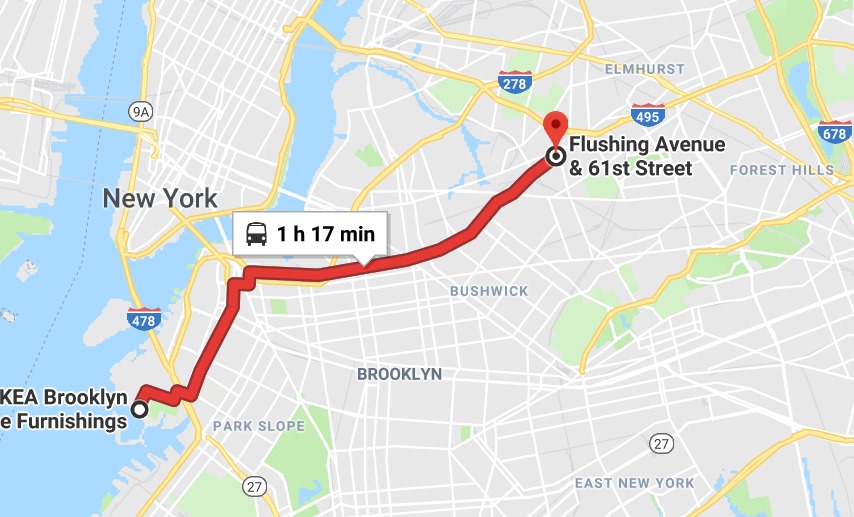 ELMHURST
278
9A
495
678
Flushing Avenue
& 61st Street
FOREST HILLS
New York
1 h 17 min
BUSHWICK
478
BROOKLYN
KEA Brooklyn
e Furnishings
PARK SLOPE
27
27
EAST NEW YORK